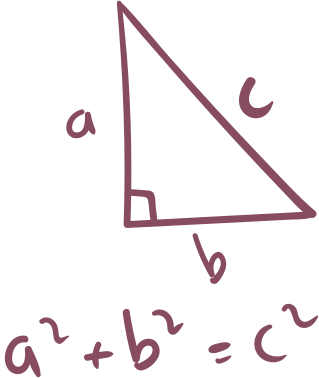 a
c
b
a² + b² = c²